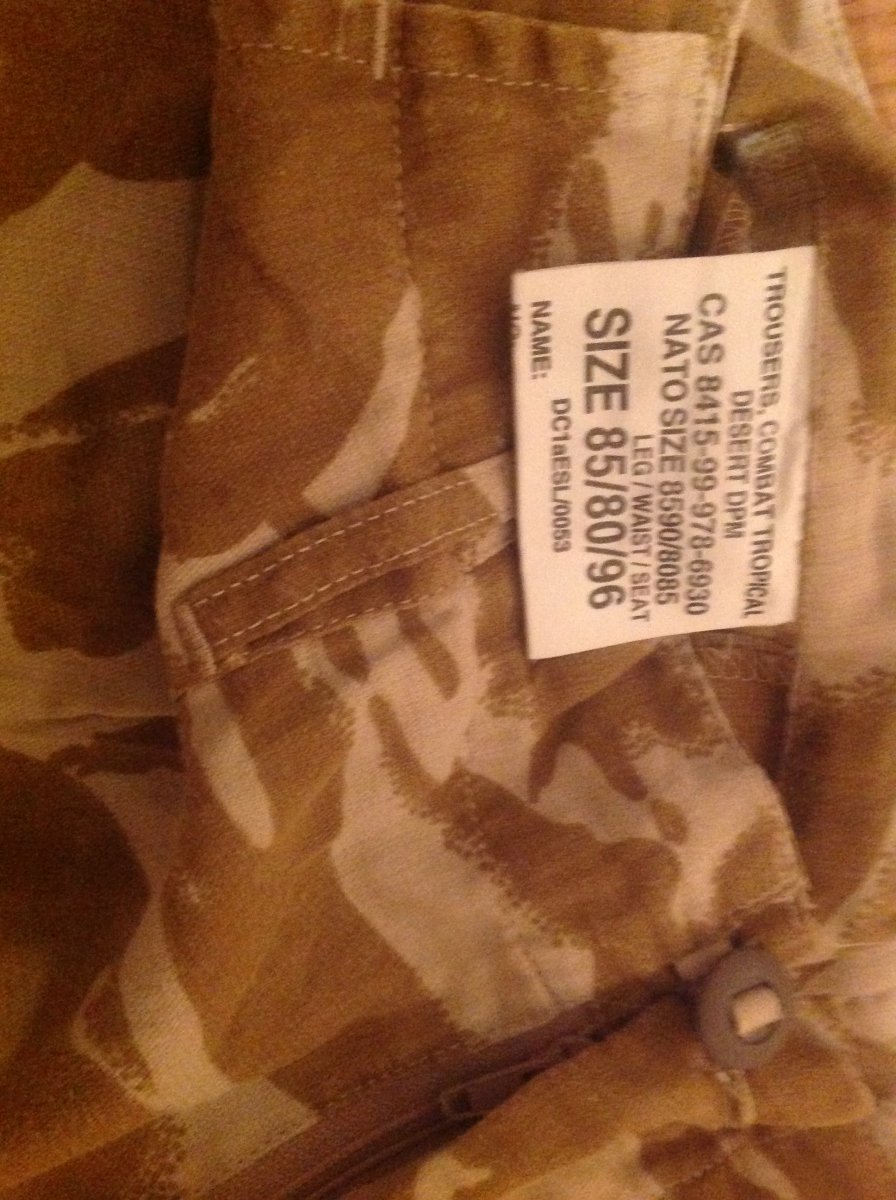 TROUSERS, COMBAT TROPICAL
DESERT DPM
CAS 8415-99-978-6930
NATO SIZE 8590/8085
LEG / WAIST / SEAT
SIZE 85/80/96
DC1aESL/0053
NAME: